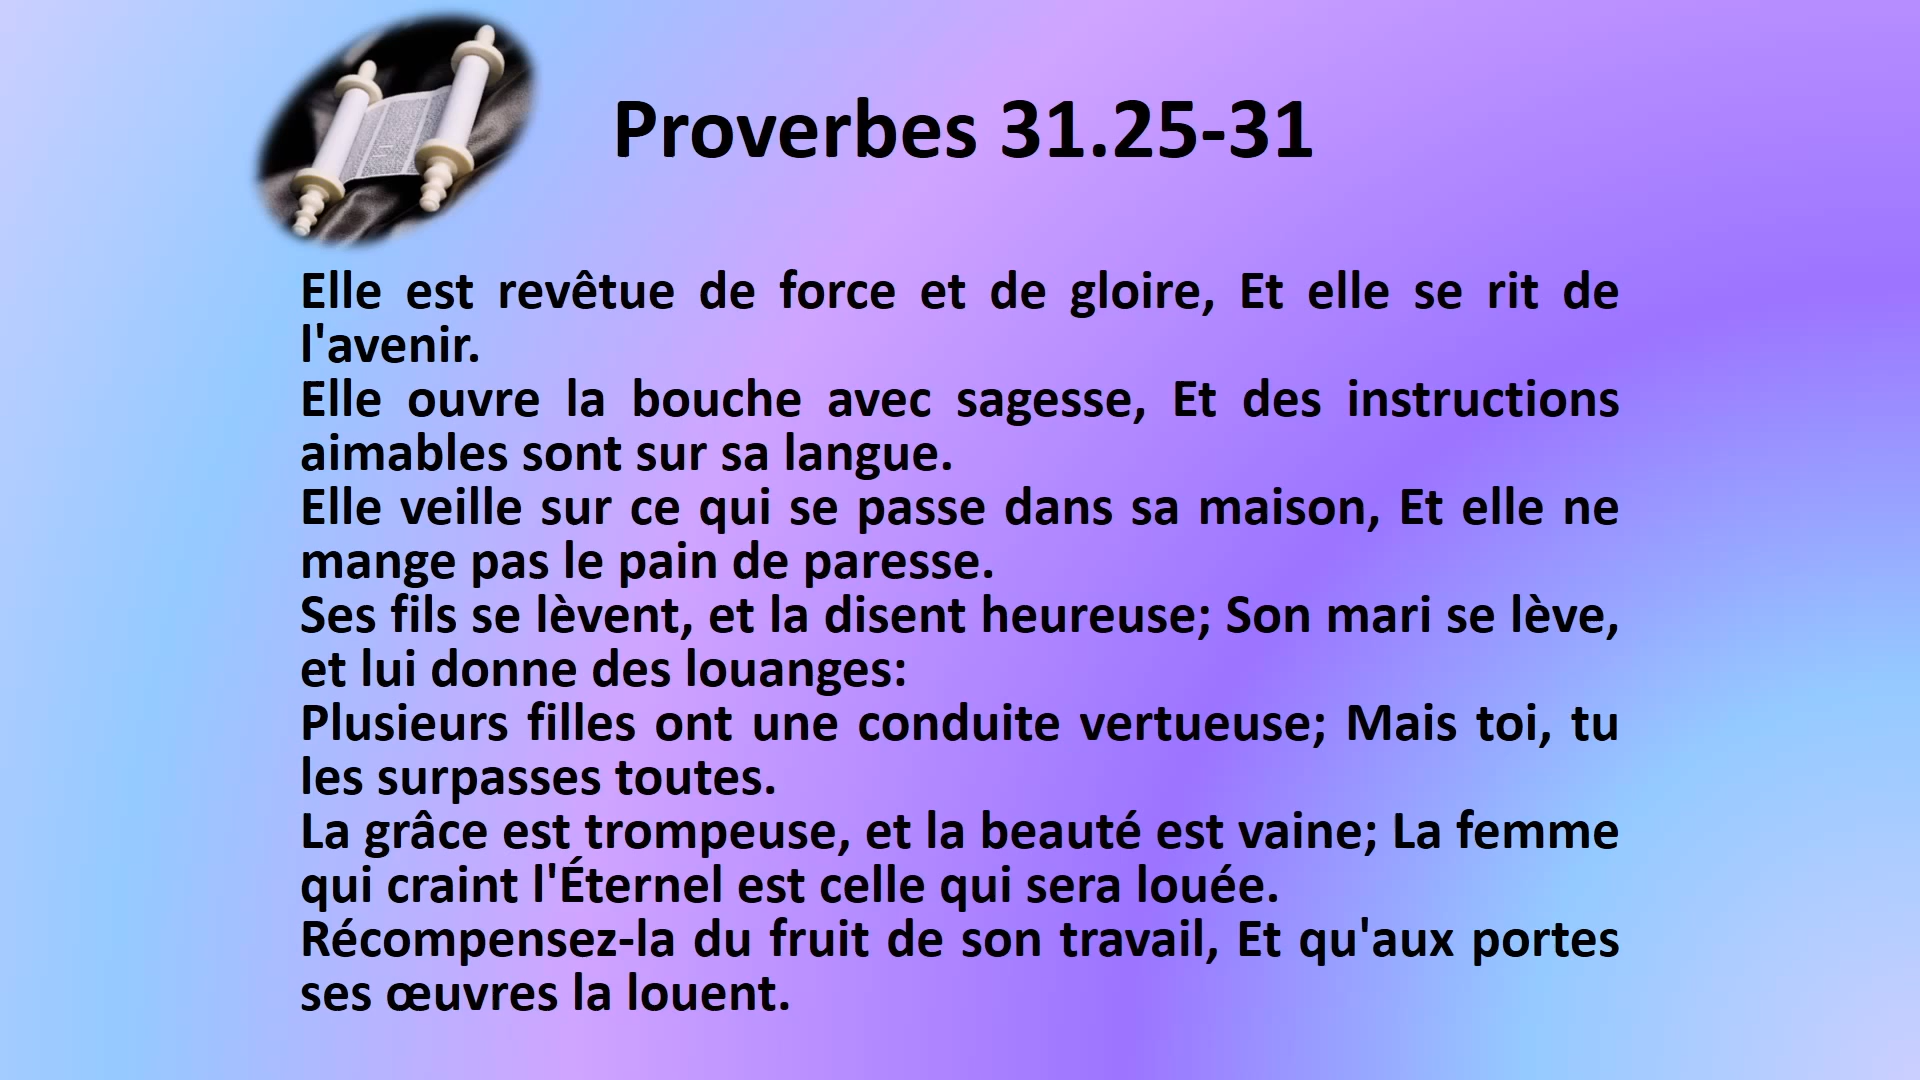 Proverbes 31.25-31
Elle est revêtue de force et de gloire, Et elle se rit de
l'avenir.
Elle ouvre la bouche avec sagesse, Et des instructions
aimables sont sur sa langue.
Elle veille sur ce qui se passe dans sa maison, Et elle ne
mange pas le pain de paresse.
Ses fils se lèvent, et la disent heureuse; Son mari se lève,
et lui donne des louanges:
Plusieurs filles ont une conduite vertueuse; Mais toi, tu
les surpasses toutes.
La grâce est trompeuse, et la beauté est vaine; La femme
qui craint l'Éternel est celle qui sera louée.
Récompensez-la du fruit de son travail, Et qu'aux portes
ses œuvres la louent.